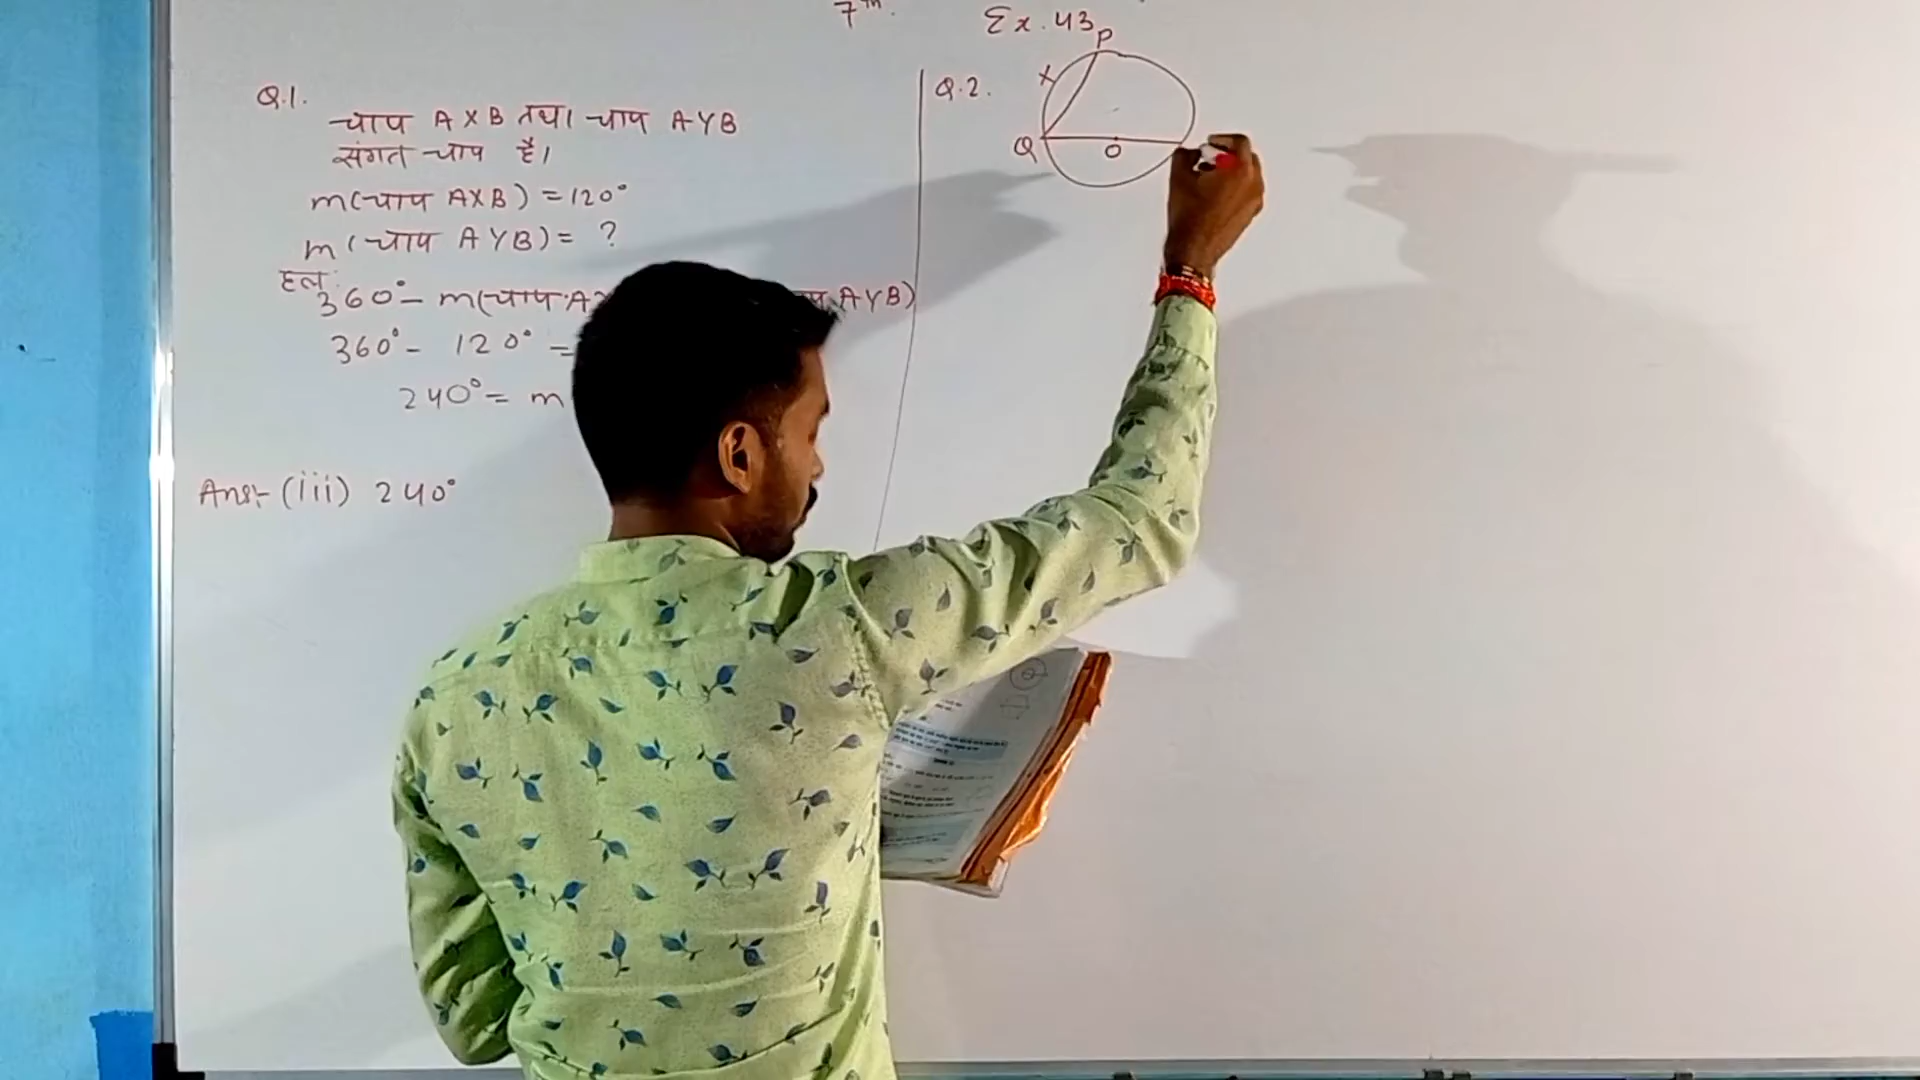 7th.
Ex. 43
Q.1.
चाप AXB तथा चाप AYB
संगत चाप है।
m(चाप AXB) = 120°
m(चाप AYB) = ?
हल:
360° - m(चाप A AYB)
360° - 120° =
240° = m
Ans:- (iii) 240°
Q.2.
P
X
Q
O